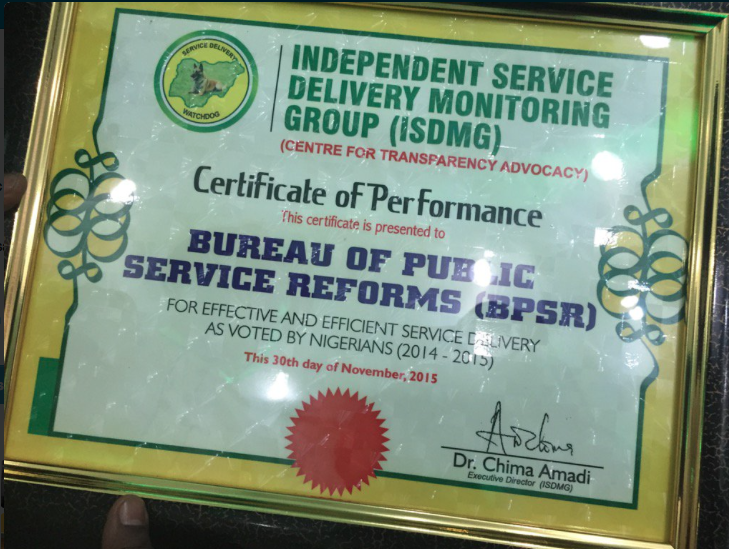 SERVICE DELIVERY
WATCHDOG
INDEPENDENT SERVICE
DELIVERY MONITORING
GROUP (ISDMG)
(CENTRE FOR TRANSPARENCY ADVOCACY)
Certificate of Performance
This certificate is presented to
BUREAU OF PUBLIC
SERVICE REFORMS (BPSR)
FOR EFFECTIVE AND EFFICIENT SERVICE DELIVERY
AS VOTED BY NIGERIANS (2014 - 2015)
This 30th day of November, 2015
Dr. Chima Amadi
Executive Director (ISDMG)